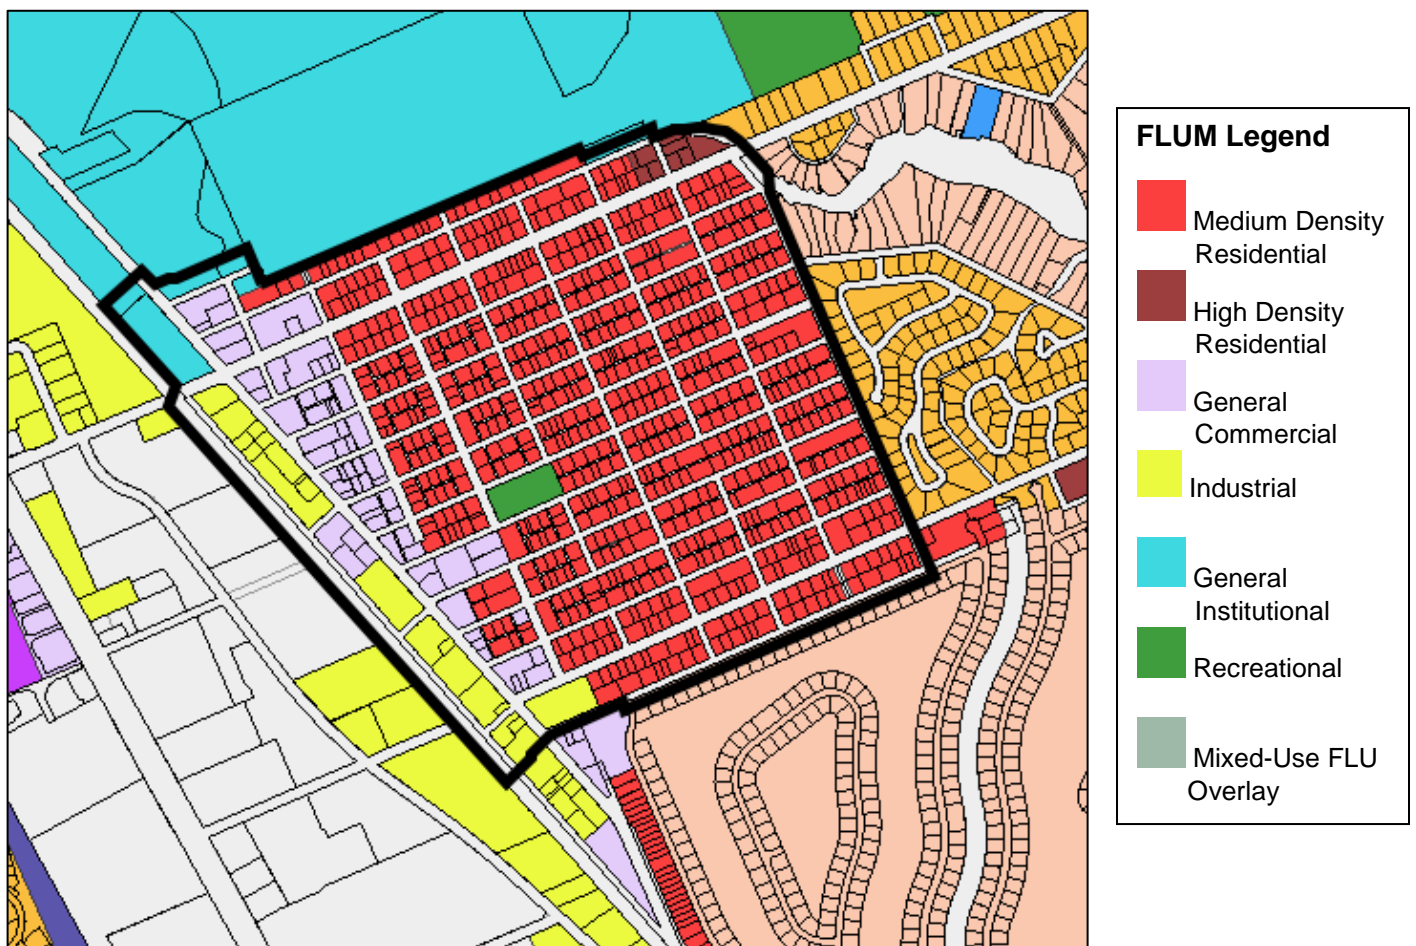 FLUM Legend
Medium Density
Residential
High Density
Residential
General
Commercial
Industrial
General
Institutional
Recreational
Mixed-Use FLU
Overlay